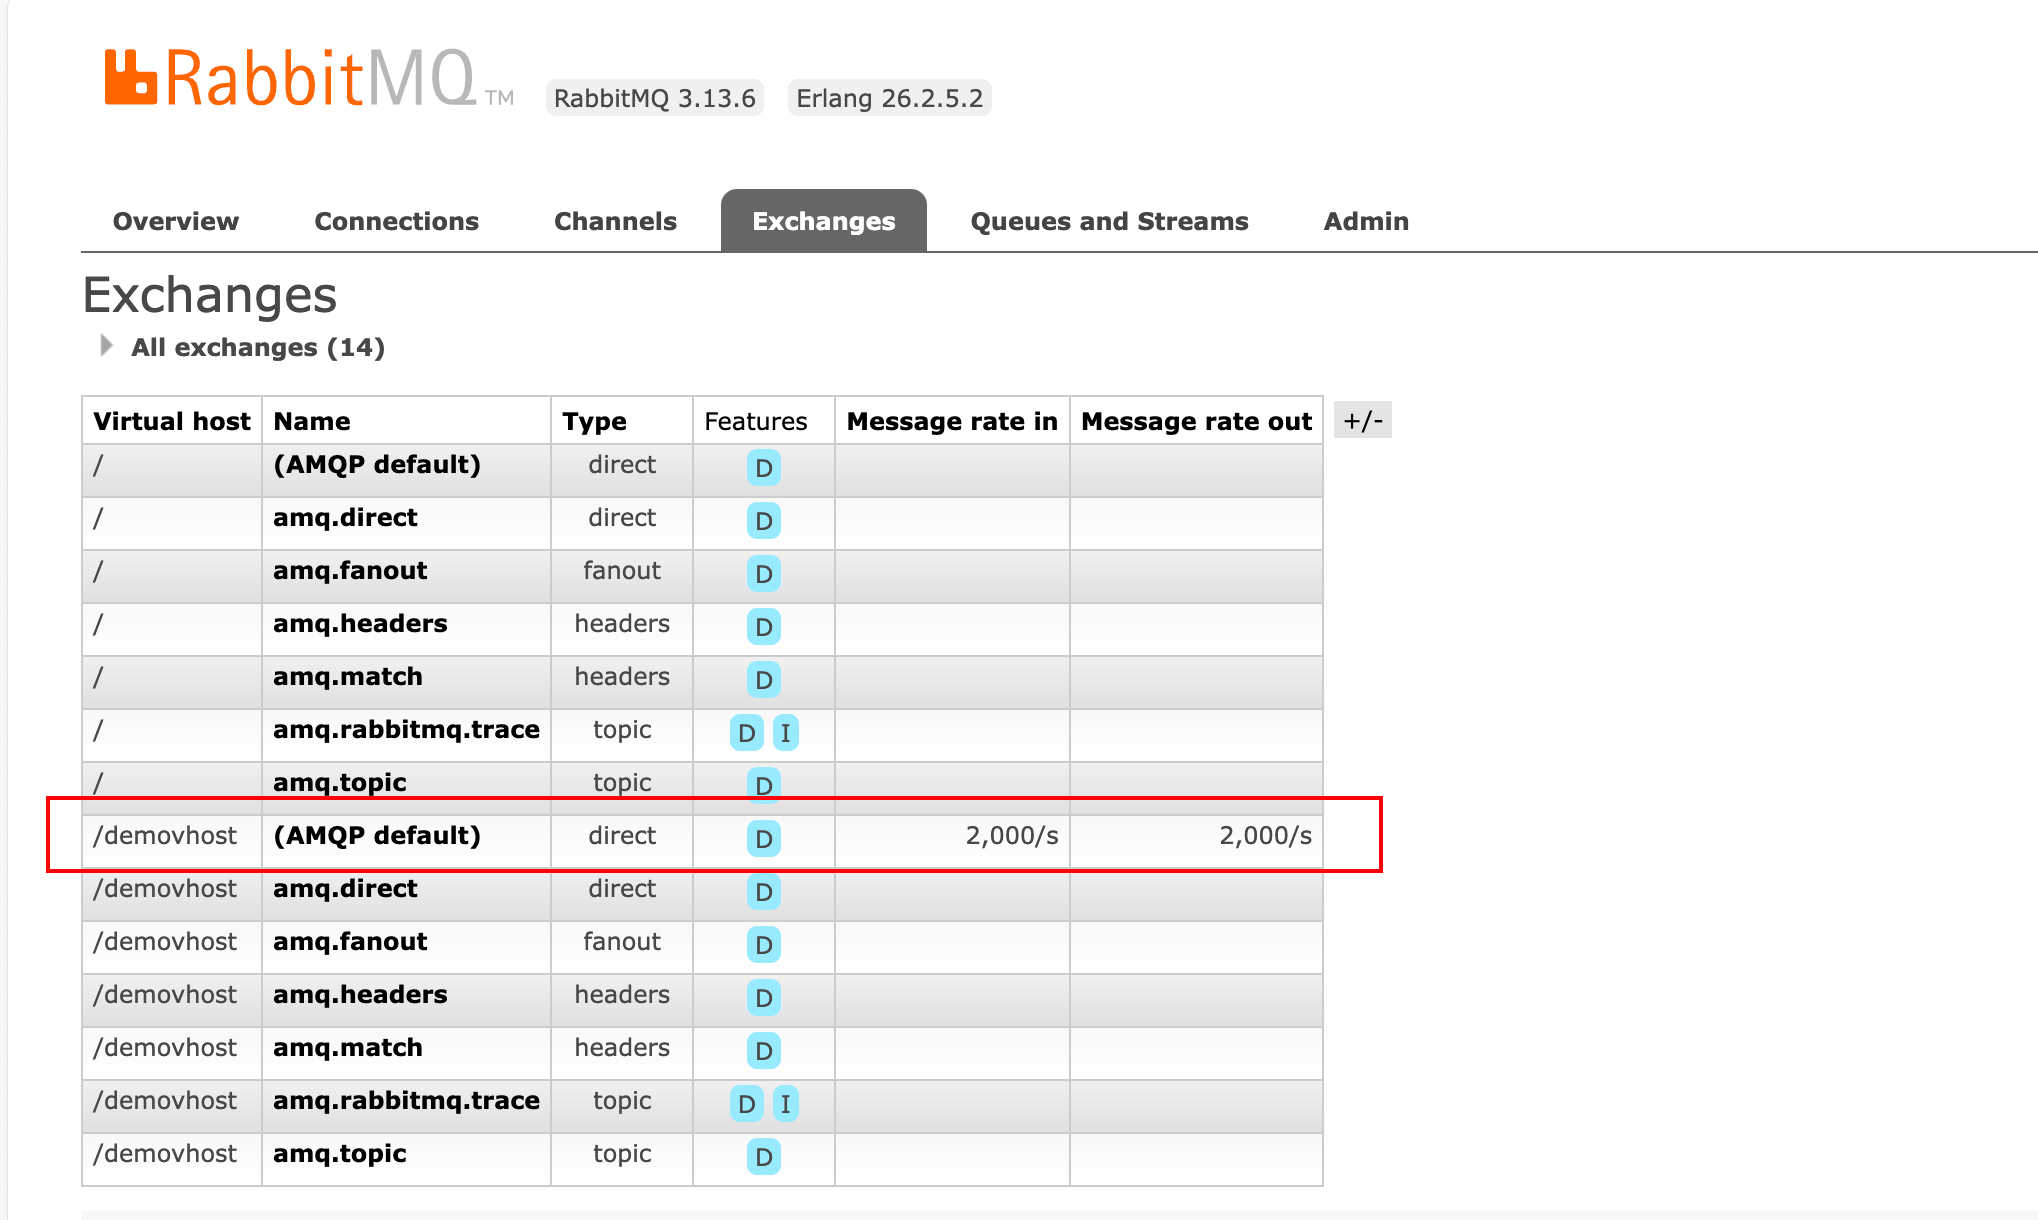 RabbitMQ TM RabbitMQ 3.13.6 Erlang 26.2.5.2
Overview Connections Channels Exchanges Queues and Streams Admin
Exchanges
All exchanges (14)
Virtual host Name Type Features Message rate in Message rate out +/-
/ (AMQP default) direct D
/ amq.direct direct D
/ amq.fanout fanout D
/ amq.headers headers D
/ amq.match headers D
/ amq.rabbitmq.trace topic D I
/ amq.topic topic D
/demovhost (AMQP default) direct D 2,000/s 2,000/s
/demovhost amq.direct direct D
/demovhost amq.fanout fanout D
/demovhost amq.headers headers D
/demovhost amq.match headers D
/demovhost amq.rabbitmq.trace topic D I
/demovhost amq.topic topic D